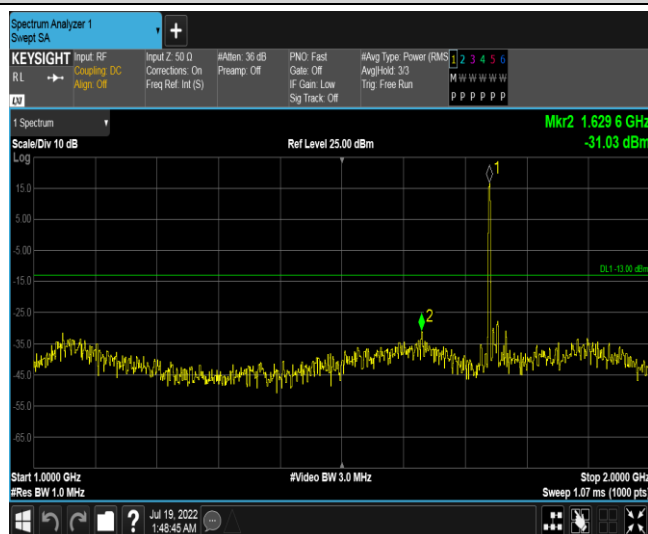 Spectrum Analyzer 1
Swept SA
+
KEYSIGHT
RL
LXI
Input: RF
Coupling: DC
Align: Off
Input Z: 50 Ω
Corrections: On
Freq Ref: Int (S)
#Atten: 36 dB
Preamp: Off
PNO: Fast
Gate: Off
IF Gain: Low
Sig Track: Off
#Avg Type: Power (RMS
Avg|Hold: 3/3
Trig: Free Run
1 2 3 4 5 6
M W W W W W
P P P P P P
1 Spectrum
Mkr2 1.629 6 GHz
Scale/Div 10 dB
Ref Level 25.00 dBm
-31.03 dBm
Log
1
15.0
5.00
-5.00
DL1 -13.00 dBm
-15.0
-25.0
2
-35.0
-45.0
-55.0
-65.0
Start 1.0000 GHz
#Video BW 3.0 MHz
Stop 2.0000 GHz
#Res BW 1.0 MHz
Sweep 1.07 ms (1000 pts)
?
Jul 19, 2022
1:48:45 AM